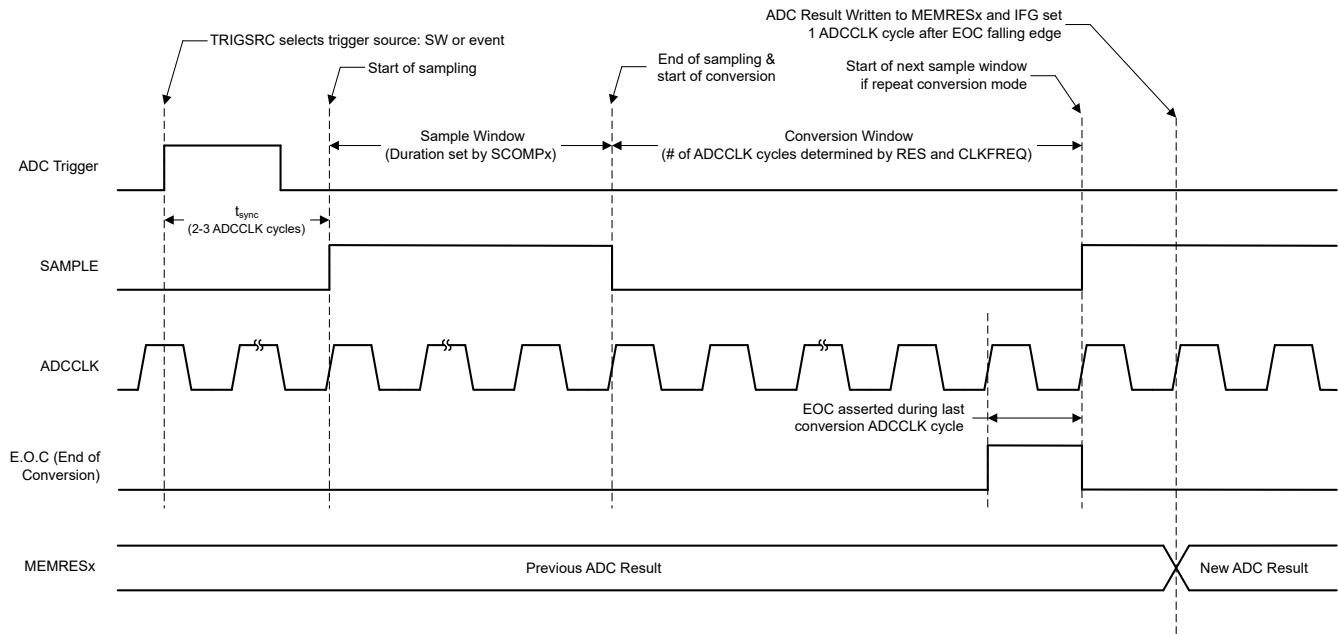 ADC Result Written to MEMRESx and IFG set
1 ADCCLK cycle after EOC falling edge
TRIGSRC selects trigger source: SW or event
Start of sampling
End of sampling &
start of conversion
Start of next sample window
if repeat conversion mode
Sample Window
(Duration set by SCOMPx)
Conversion Window
(# of ADCCLK cycles determined by RES and CLKFREQ)
ADC Trigger
tsync
(2-3 ADCCLK cycles)
SAMPLE
ADCCLK
EOC asserted during last
conversion ADCCLK cycle
E.O.C (End of
Conversion)
MEMRESx
Previous ADC Result
New ADC Result